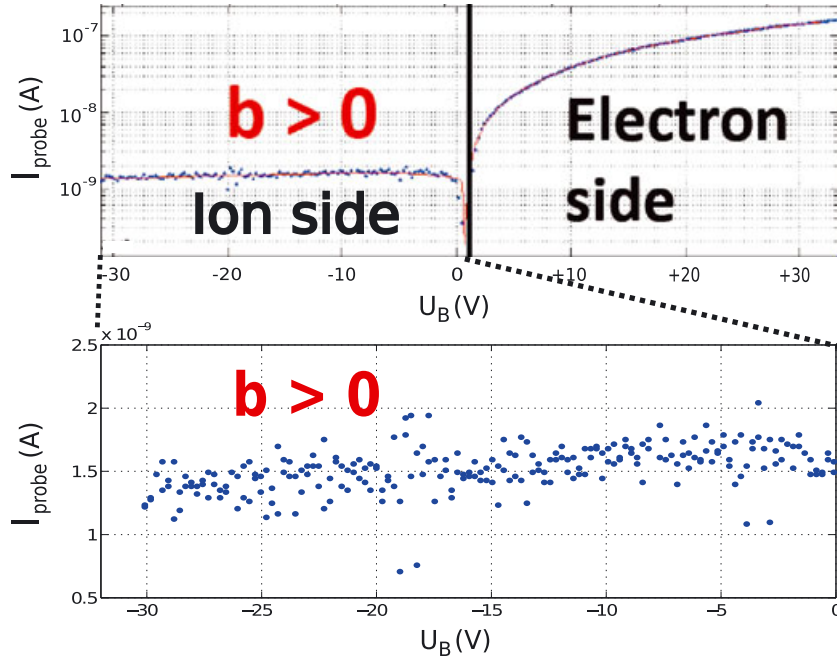 10⁻⁷
10⁻⁸
10⁻⁹
I_probe (A)
b > 0
Ion side
Electron
side
-30 -20 -10 0 +10 +20 +30
U_B (V)
x 10⁻⁹
2.5
2
1.5
1
0.5
I_probe (A)
b > 0
−30 −25 −20 −15 −10 −5 0
U_B (V)